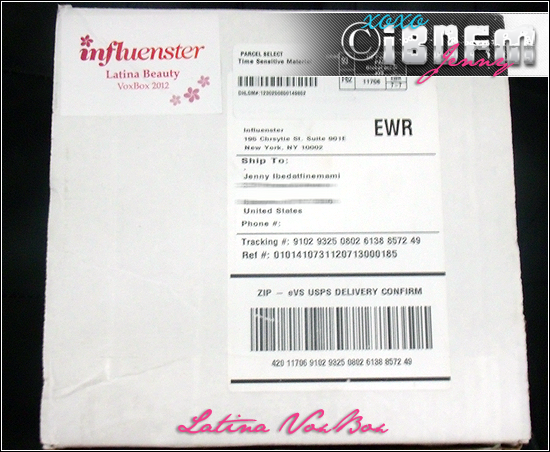 xoxo
©iBDFM
Jenny
influenster
Latina Beauty
VoxBox 2012
PARCEL SELECT
Time Sensitive Material
EWR
Influenster
195 Chrystie St. Suite 901E
New York, NY 10002
Ship To:
Jenny Ibedatfinemami
United States
Phone #:
Tracking #: 9102 9325 0802 6138 8572 49
Ref #: 0101410731120713000185
ZIP - eVS USPS DELIVERY CONFIRM
420 11706 9102 9325 0802 6138 8572 49
Latina VoxBox